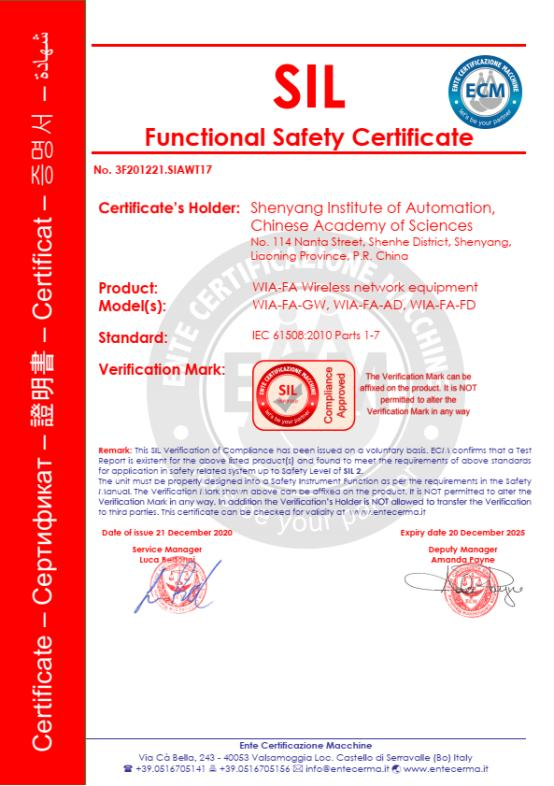 Certificate – Сертификат – 證明書 – Certificat – 증명서 – شهادة
SIL
ENTE CERTIFICAZIONE MACCHINE
ECM
let's be your partner
Functional Safety Certificate
No. 3F201221.SIAWT17
Certificate's Holder: Shenyang Institute of Automation,
Chinese Academy of Sciences
No. 114 Nanta Street, Shenhe District, Shenyang,
Liaoning Province, P.R. China
Product: WIA-FA Wireless network equipment
Model(s): WIA-FA-GW, WIA-FA-AD, WIA-FA-FD
Standard: IEC 61508:2010 Parts 1-7
Verification Mark:
ENTE CERTIFICAZIONE MACCHINE
SIL
let's be your partner
Compliance
Approved
The Verification Mark can be
affixed on the product. It is NOT
permitted to alter the
Verification Mark in any way
ENTE CERTIFICAZIONE MACCHINE
ECM
Remark: This SIL Verification of Compliance has been issued on a voluntary basis. ECM confirms that a Test
Report is existent for the above listed product(s) and found to meet the requirements of above standards
for application in safety related system up to Safety Level of SIL 2.
The unit must be properly designed into a Safety Instrument Function as per the requirements in the Safety
Manual. The Verification Mark shown above can be affixed on the product. It is NOT permitted to alter the
Verification Mark in any way, In addition the Verification's Holder is NOT allowed to transfer the Verification
to third parties. This certificate can be checked for validity at www.entecerma.it
Date of issue 21 December 2020
Expiry date 20 December 2025
Service Manager
Luca
Deputy Manager
Amanda Payne
Ente Certificazione Macchine
Via Cà Bella, 243 - 40053 Valsamoggia Loc. Castello di Serravalle (Bo) Italy
☎ +39.0516705141 +39.0516705156 ✉ info@entecerma.it www.entecerma.it